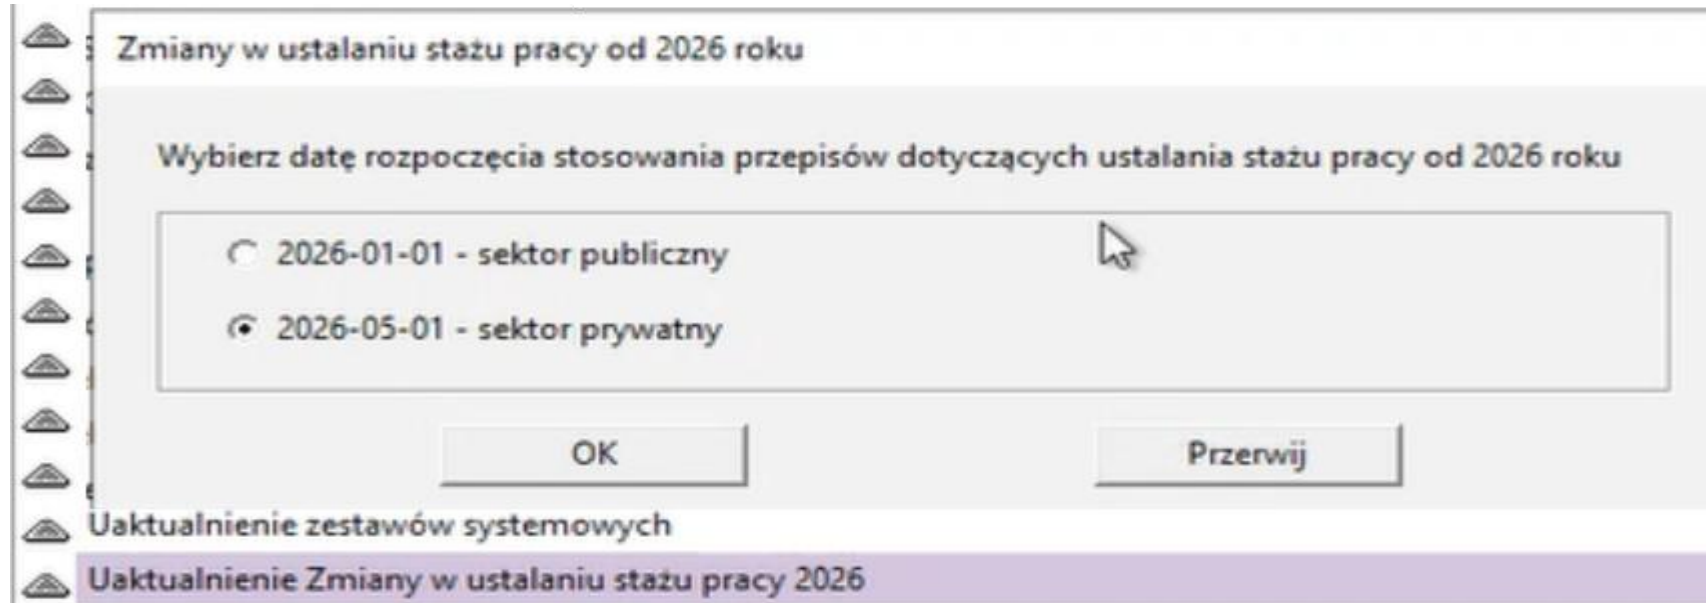 Zmiany w ustalaniu stażu pracy od 2026 roku
Wybierz datę rozpoczęcia stosowania przepisów dotyczących ustalania stażu pracy od 2026 roku
2026-01-01 - sektor publiczny
2026-05-01 - sektor prywatny
OK Przerwij
Uaktualnienie zestawów systemowych
Uaktualnienie Zmiany w ustalaniu stażu pracy 2026